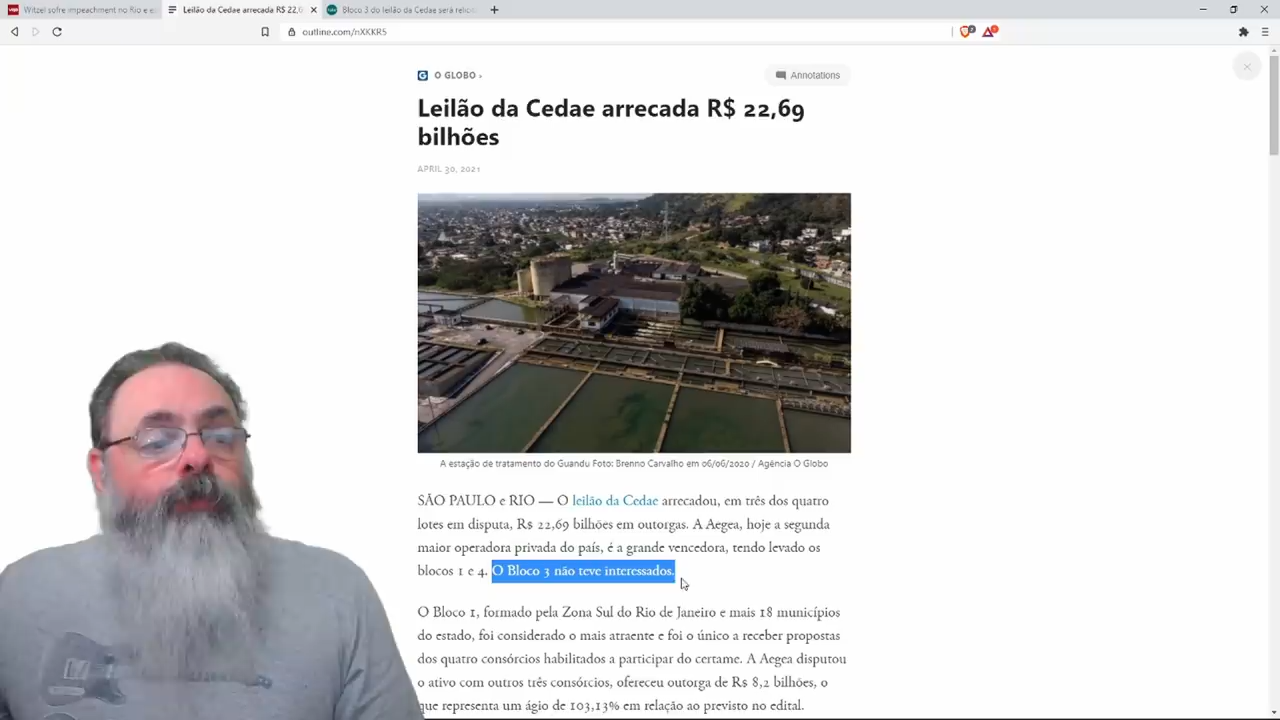 Witzel sofre impeachment no Rio e
Leilão da Cedae arrecada R$ 22,6
Bloco 3 do leilão da Cedae será
outline.com/nXKKR5
O GLOBO ›
Annotations
Leilão da Cedae arrecada R$ 22,69
bilhões
APRIL 30, 2021
A estação de tratamento do Guandu Foto: Brenno Carvalho em 06/06/2020 / Agência O Globo
SÃO PAULO e RIO — O leilão da Cedae arrecadou, em três dos quatro
lotes em disputa, R$ 22,69 bilhões em outorgas. A Aegea, hoje a segunda
maior operadora privada do país, é a grande vencedora, tendo levado os
blocos 1 e 4. O Bloco 3 não teve interessados.
O Bloco 1, formado pela Zona Sul do Rio de Janeiro e mais 18 municípios
do estado, foi considerado o mais atraente e foi o único a receber propostas
dos quatro consórcios habilitados a participar do certame. A Aegea disputou
o ativo com outros três consórcios, ofereceu outorga de R$ 8,2 bilhões, o
que representa um ágio de 103,13% em relação ao previsto no edital.